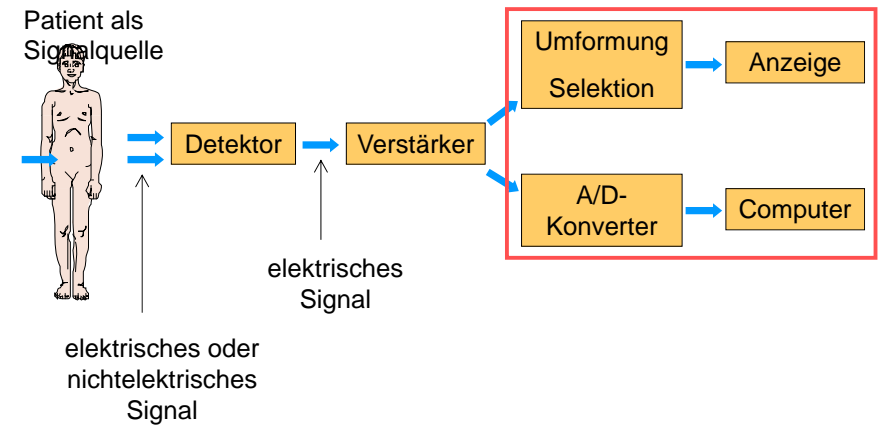 Patient als
Signalquelle
Detektor
Verstärker
Umformung
Selektion
Anzeige
A/D-
Konverter
Computer
elektrisches
Signal
elektrisches oder
nichtelektrisches
Signal